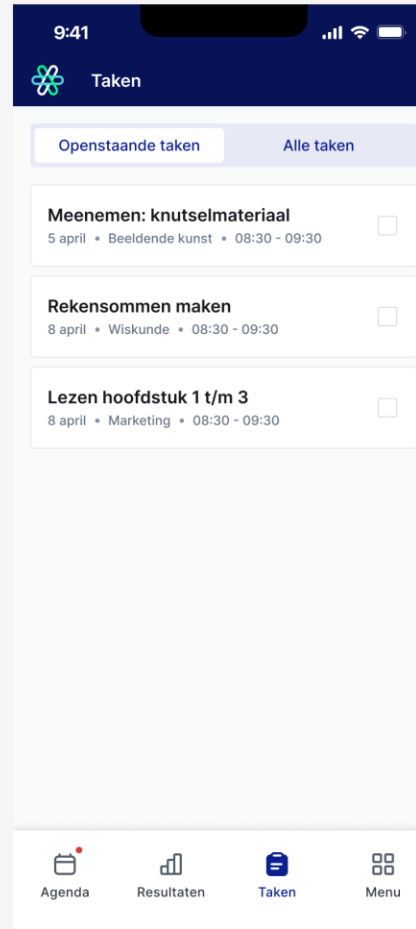 9:41
Taken
Openstaande taken
Alle taken
Meenemen: knutselmateriaal
5 april • Beeldende kunst • 08:30 - 09:30
Rekensommen maken
8 april • Wiskunde • 08:30 - 09:30
Lezen hoofdstuk 1 t/m 3
8 april • Marketing • 08:30 - 09:30
Agenda
Resultaten
Taken
Menu